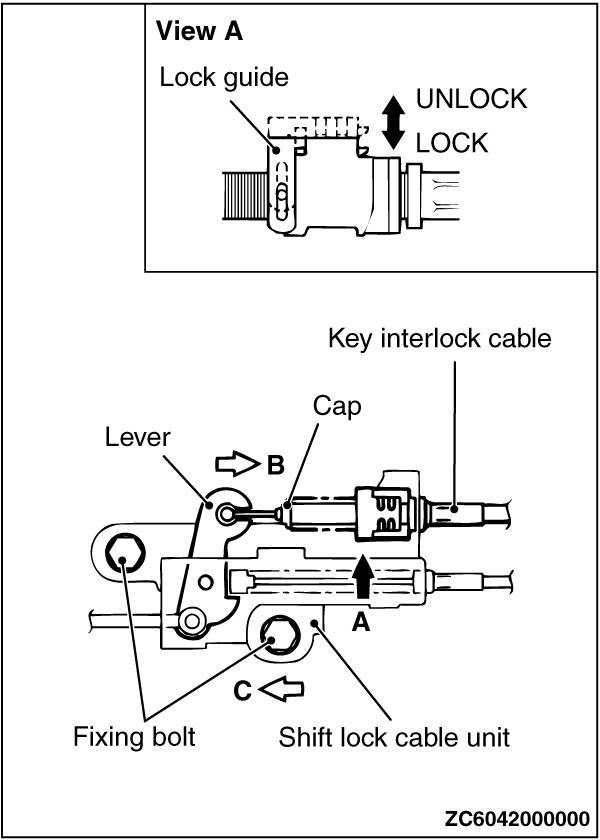 View A
Lock guide
UNLOCK
LOCK
Key interlock cable
Cap
Lever
B
A
C
Fixing bolt
Shift lock cable unit
ZC6042000000